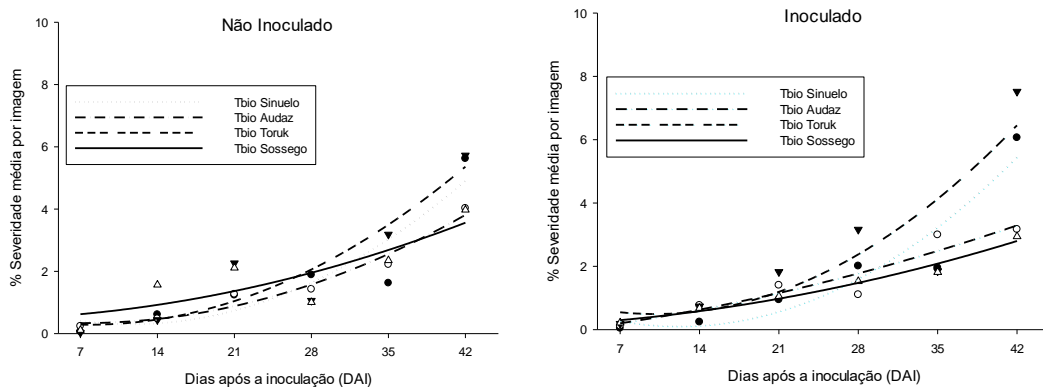 Não Inoculado
10
8
6
4
2
0
% Severidade média por imagem
Tbio Sinuelo
Tbio Audaz
Tbio Toruk
Tbio Sossego
7 14 21 28 35 42
Dias após a inoculação (DAI)
Inoculado
10
8
6
4
2
0
% Severidade média por imagem
Tbio Sinuelo
Tbio Audaz
Tbio Toruk
Tbio Sossego
7 14 21 28 35 42
Dias após a inoculação (DAI)